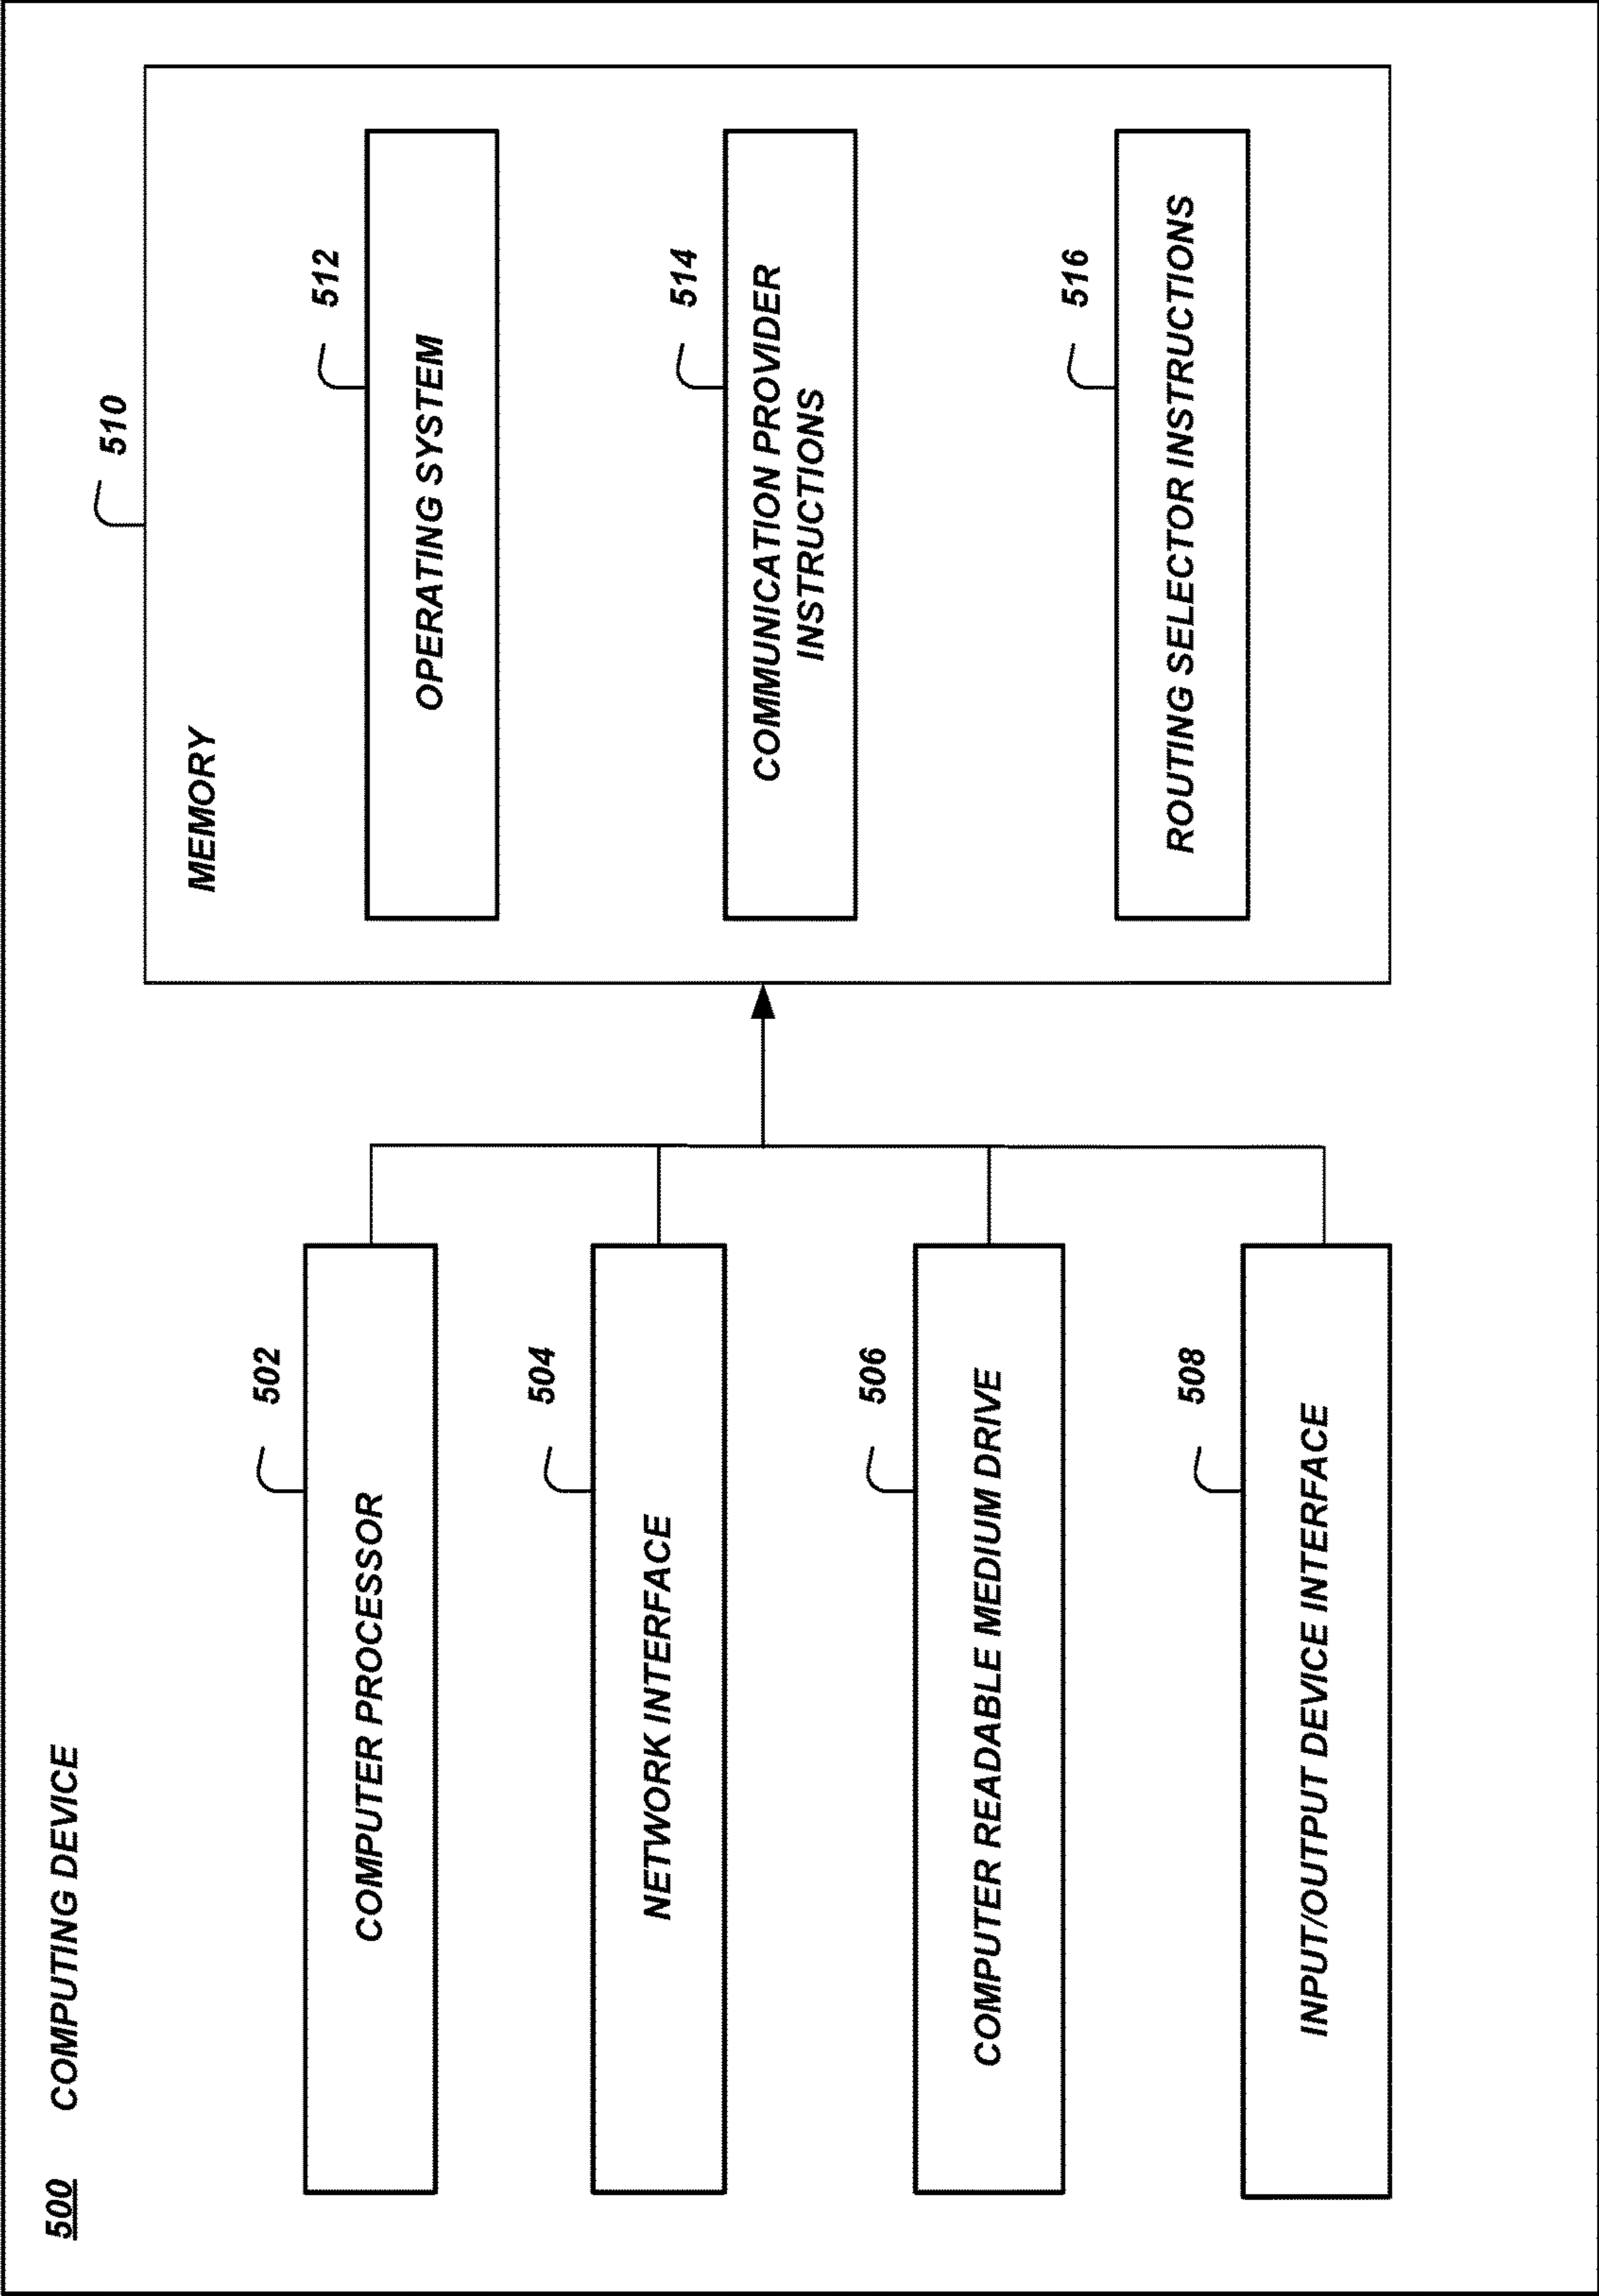 500 COMPUTING DEVICE
502
COMPUTER PROCESSOR
504
NETWORK INTERFACE
506
COMPUTER READABLE MEDIUM DRIVE
508
INPUT/OUTPUT DEVICE INTERFACE
510
MEMORY
512
OPERATING SYSTEM
514
COMMUNICATION PROVIDER
INSTRUCTIONS
516
ROUTING SELECTOR INSTRUCTIONS